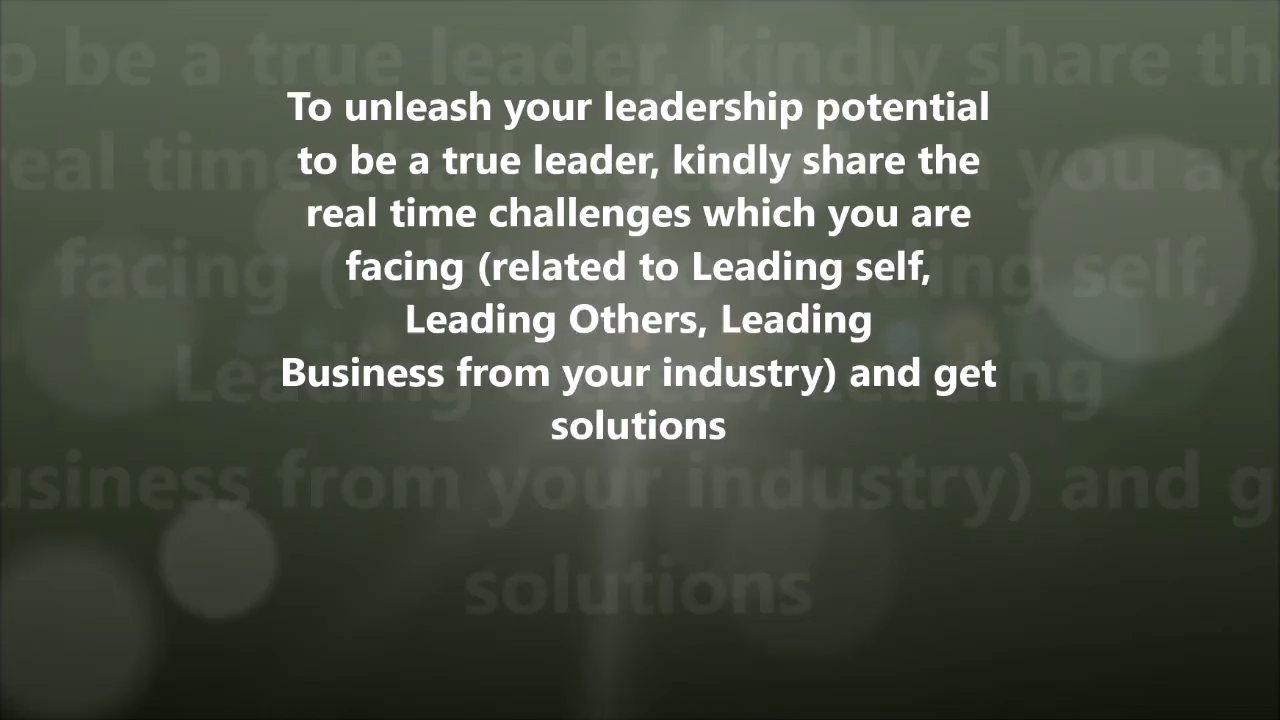 To unleash your leadership potential
to be a true leader, kindly share the
real time challenges which you are
facing (related to Leading self,
Leading Others, Leading
Business from your industry) and get
solutions